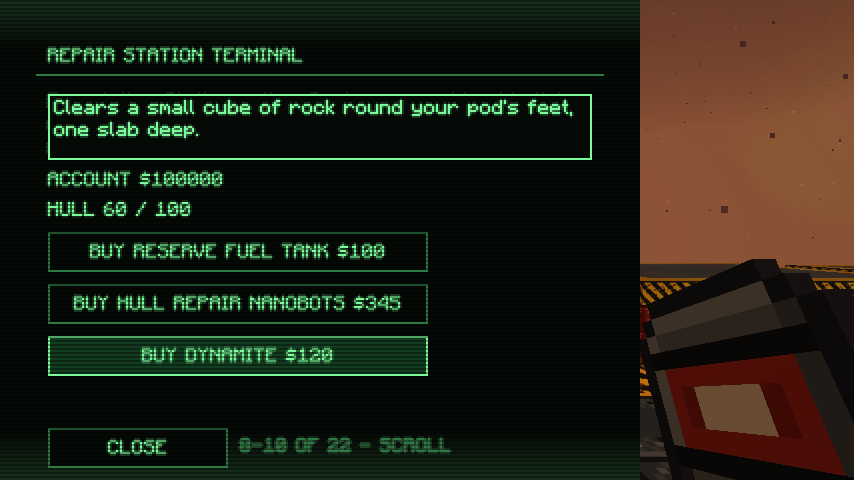 REPAIR STATION TERMINAL
Clears a small cube of rock round your pod's feet,
one slab deep.
ACCOUNT $100000
HULL 60 / 100
BUY RESERVE FUEL TANK $100
BUY HULL REPAIR NANOBOTS $345
BUY DYNAMITE $120
CLOSE
8-10 OF 22 - SCROLL